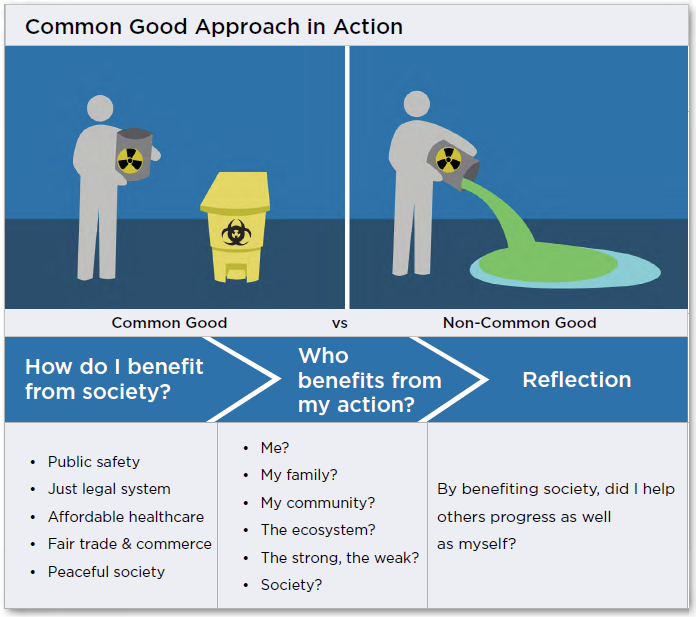 Common Good Approach in Action
Common Good
vs
Non-Common Good
How do I benefit
from society?
Who
benefits from
my action?
Reflection
• Public safety
• Just legal system
• Affordable healthcare
• Fair trade & commerce
• Peaceful society
• Me?
• My family?
• My community?
• The ecosystem?
• The strong, the weak?
• Society?
By benefiting society, did I help
others progress as well
as myself?